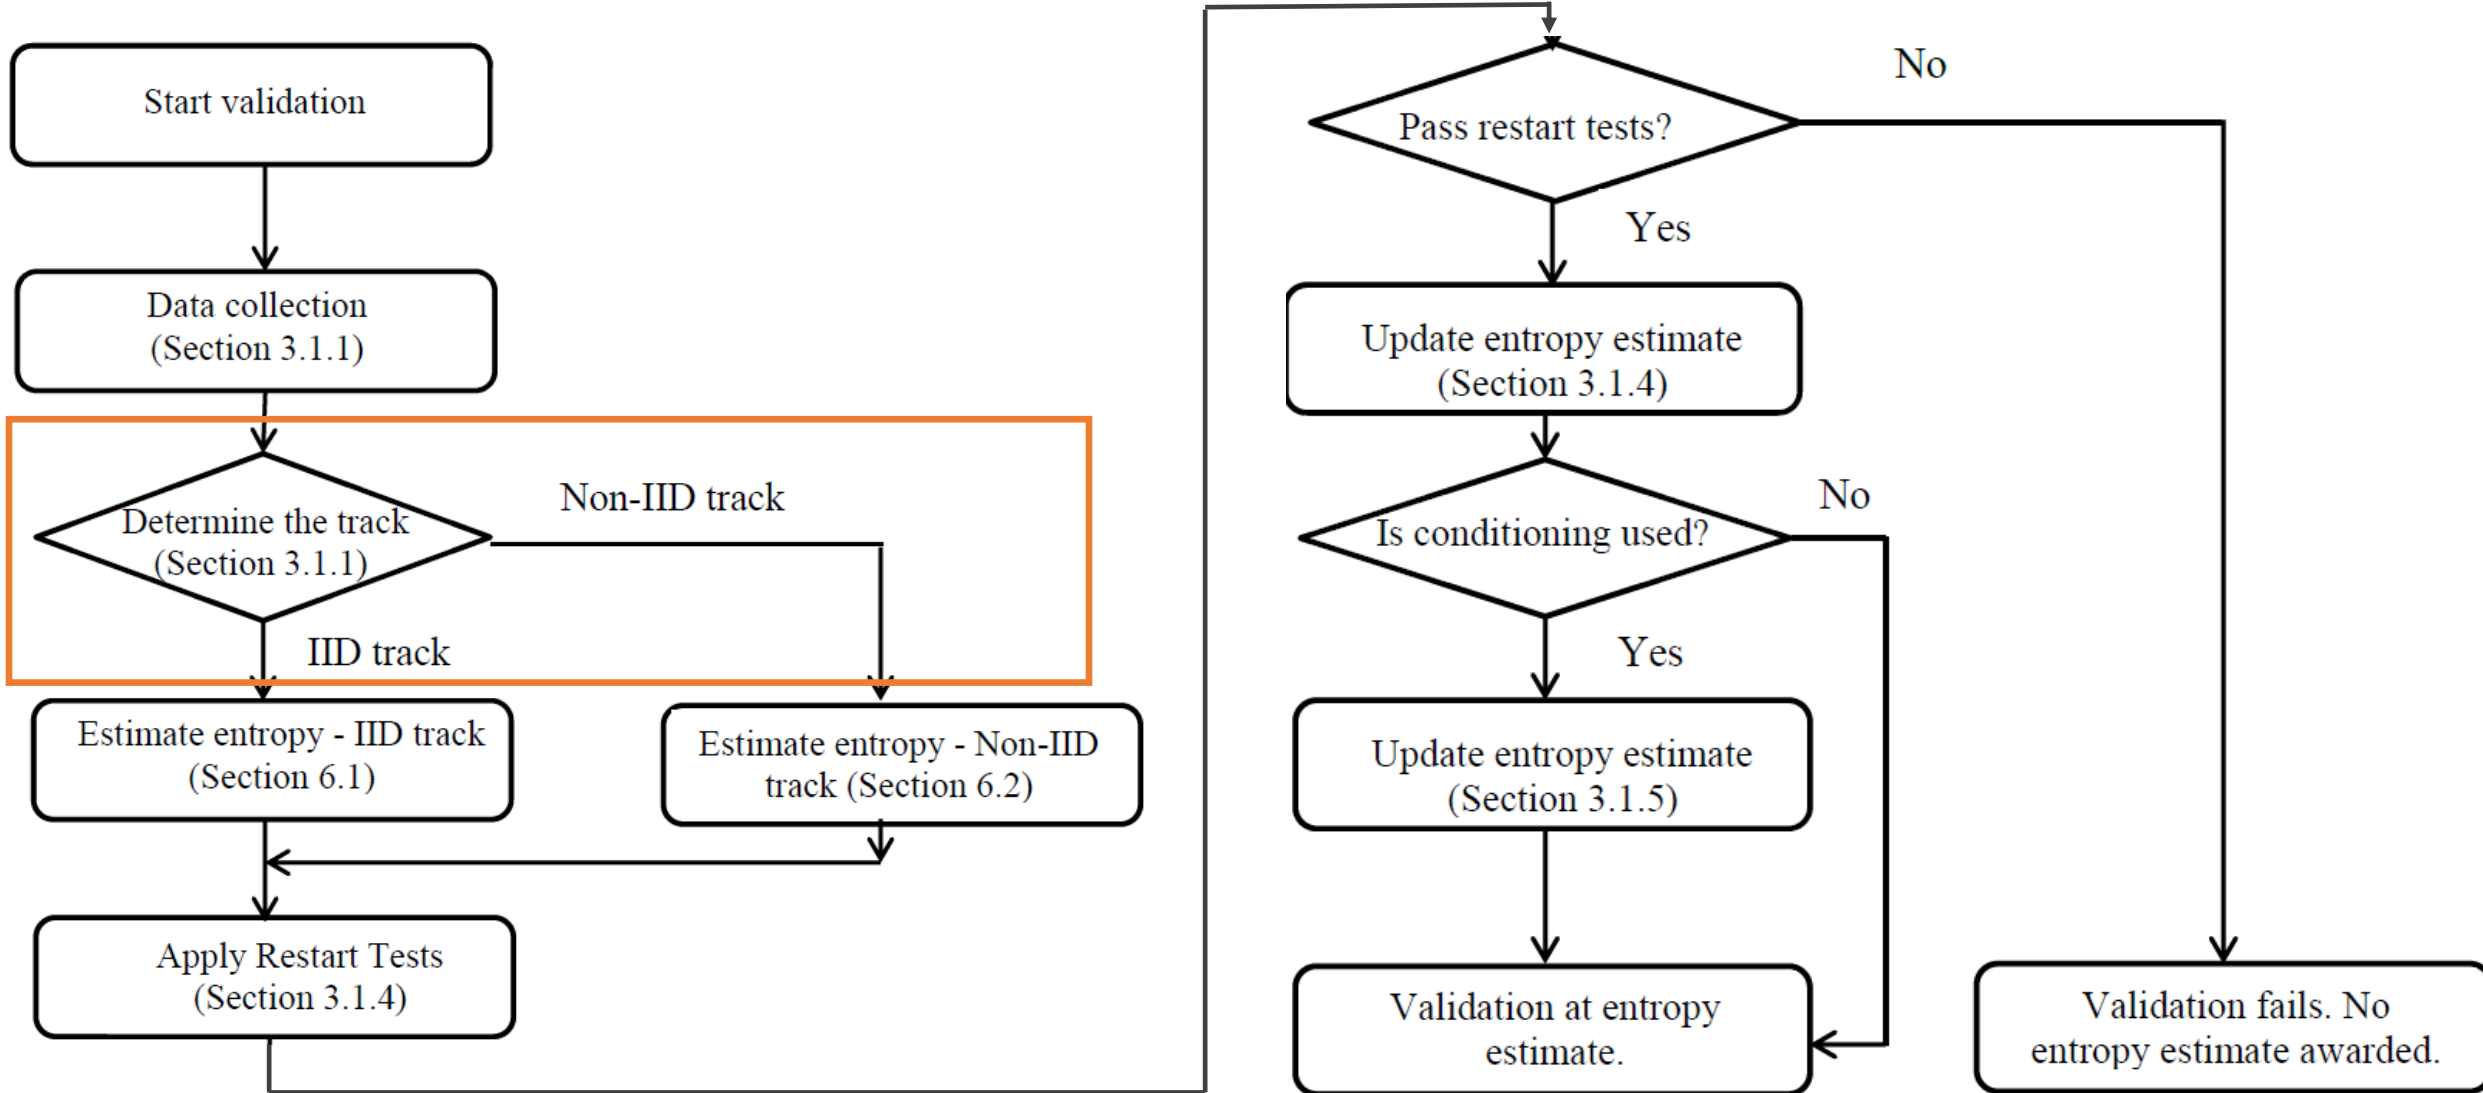 Start validation
Data collection
(Section 3.1.1)
Determine the track
(Section 3.1.1)
Non-IID track
IID track
Estimate entropy - IID track
(Section 6.1)
Estimate entropy - Non-IID
track (Section 6.2)
Apply Restart Tests
(Section 3.1.4)
Pass restart tests?
No
Yes
Update entropy estimate
(Section 3.1.4)
Is conditioning used?
No
Yes
Update entropy estimate
(Section 3.1.5)
Validation at entropy
estimate.
Validation fails. No
entropy estimate awarded.